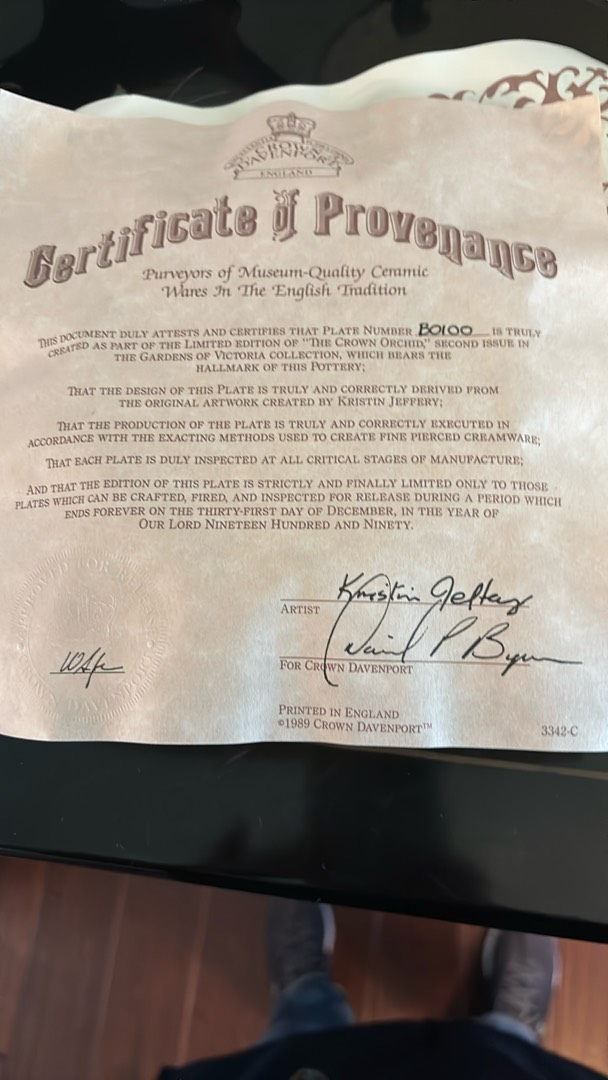 CROWN
DAVENPORT
ENGLAND
Certificate of Provenance
Purveyors of Museum-Quality Ceramic
Wares In The English Tradition
THIS DOCUMENT DULY ATTESTS AND CERTIFIES THAT PLATE NUMBER BO100 IS TRULY
CREATED AS PART OF THE LIMITED EDITION OF "THE CROWN ORCHID," SECOND ISSUE IN
THE GARDENS OF VICTORIA COLLECTION, WHICH BEARS THE
HALLMARK OF THIS POTTERY;
THAT THE DESIGN OF THIS PLATE IS TRULY AND CORRECTLY DERIVED FROM
THE ORIGINAL ARTWORK CREATED BY KRISTIN JEFFERY;
THAT THE PRODUCTION OF THE PLATE IS TRULY AND CORRECTLY EXECUTED IN
ACCORDANCE WITH THE EXACTING METHODS USED TO CREATE FINE PIERCED CREAMWARE;
THAT EACH PLATE IS DULY INSPECTED AT ALL CRITICAL STAGES OF MANUFACTURE;
AND THAT THE EDITION OF THIS PLATE IS STRICTLY AND FINALLY LIMITED ONLY TO THOSE
PLATES WHICH CAN BE CRAFTED, FIRED, AND INSPECTED FOR RELEASE DURING A PERIOD WHICH
ENDS FOREVER ON THE THIRTY-FIRST DAY OF DECEMBER, IN THE YEAR OF
OUR LORD NINETEEN HUNDRED AND NINETY.
Kristin Jeffery
ARTIST
FOR CROWN DAVENPORT
PRINTED IN ENGLAND
©1989 CROWN DAVENPORT™
3342-C